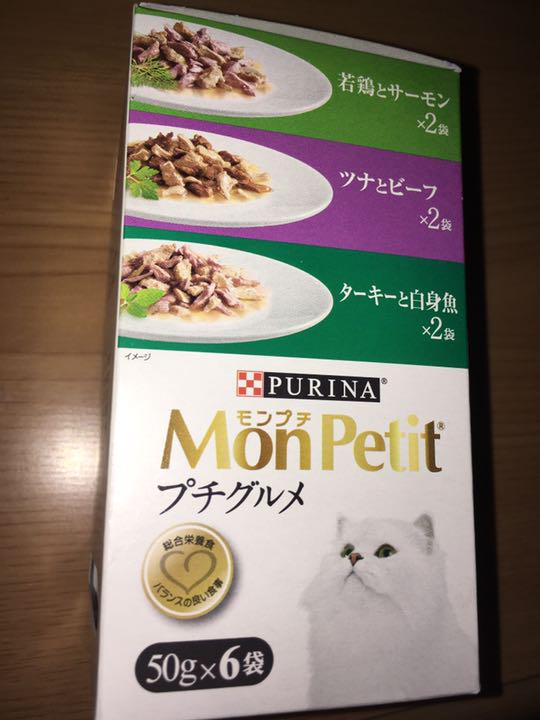 若鶏とサーモン
×2袋
ツナとビーフ
×2袋
ターキーと白身魚
×2袋
イメージ
PURINA®
モンプチ
MonPetit®
プチグルメ
総合栄養食
バランスの良い食事
50g×6袋